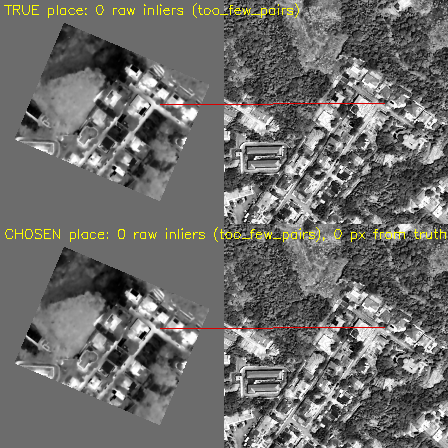 TRUE place: 0 raw inliers (too_few_pairs)
CHOSEN place: 0 raw inliers (too_few_pairs), 0 px from truth